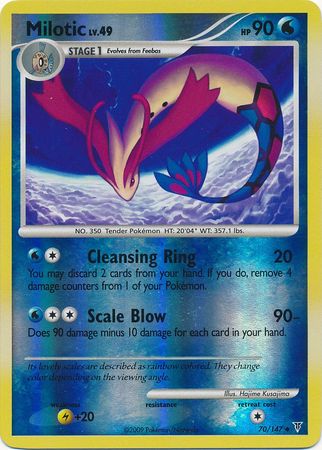 Milotic LV.49
HP 90
STAGE 1 Evolves from Feebas
NO. 350 Tender Pokémon HT: 20'04" WT: 357.1 lbs.
Cleansing Ring 20
You may discard 2 cards from your hand. If you do, remove 4
damage counters from 1 of your Pokémon.
Scale Blow 90–
Does 90 damage minus 10 damage for each card in your hand.
Its lovely scales are described as rainbow colored. They change
color depending on the viewing angle.
Illus. Hajime Kusajima
weakness resistance retreat cost
+20
©2009 Pokémon/Nintendo 70/147